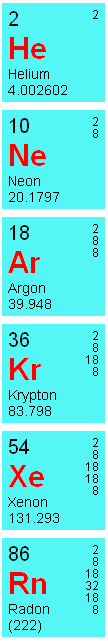 2 2
He
Helium
4.002602
10 2
8
Ne
Neon
20.1797
18 2
8
8
Ar
Argon
39.948
36 2
8
18
8
Kr
Krypton
83.798
54 2
8
18
18
8
Xe
Xenon
131.293
86 2
8
18
32
18
8
Rn
Radon
(222)